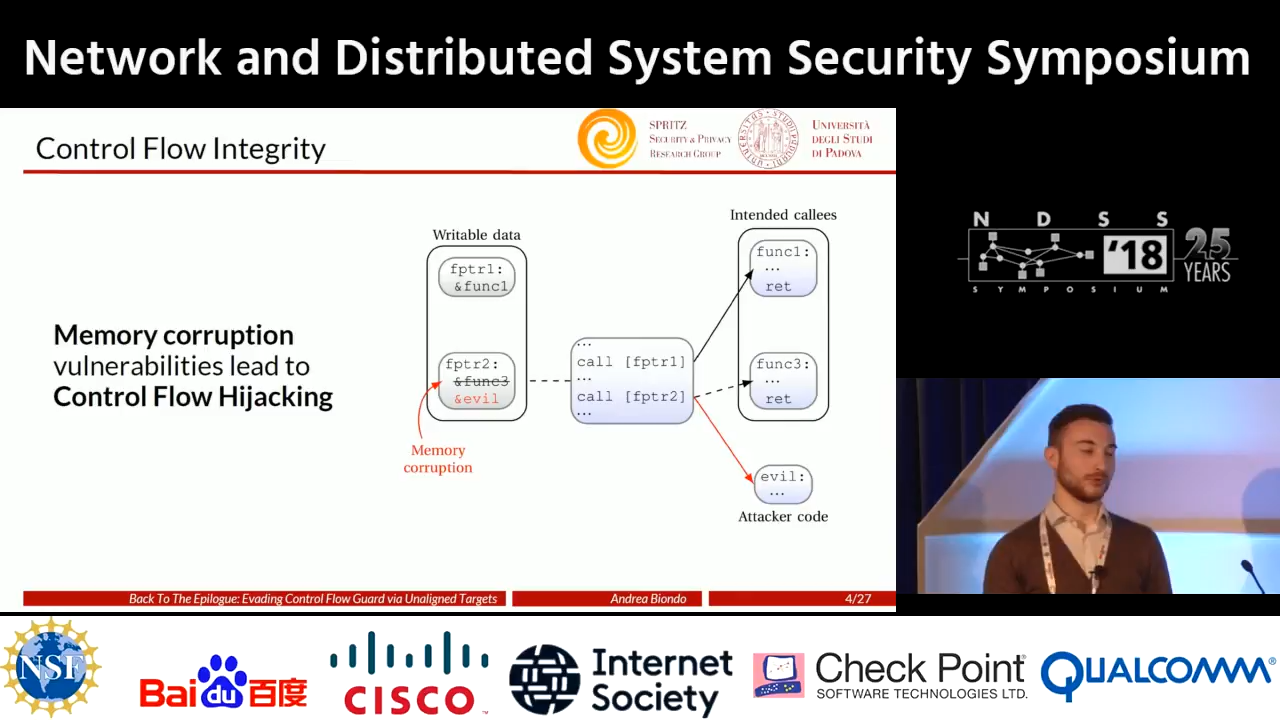 Network and Distributed System Security Symposium
Control Flow Integrity
SPRITZ
SECURITY & PRIVACY
RESEARCH GROUP
UNIVERSITÀ
DEGLI STUDI
DI PADOVA
Memory corruption
vulnerabilities lead to
Control Flow Hijacking
Writable data
fptr1:
&func1
fptr2:
&func3
&evil
Memory
corruption
...
call [fptr1]
...
call [fptr2]
...
Intended callees
func1:
...
ret
func3:
...
ret
evil:
...
Attacker code
Back To The Epilogue: Evading Control Flow Guard via Unaligned Targets
Andrea Biondo
4/27
N D S S
'18
25
YEARS
S Y M P O S I U M
NSF
Bai du 百度
CISCO™
Internet
Society
Check Point®
SOFTWARE TECHNOLOGIES LTD.
QUALCOMM®